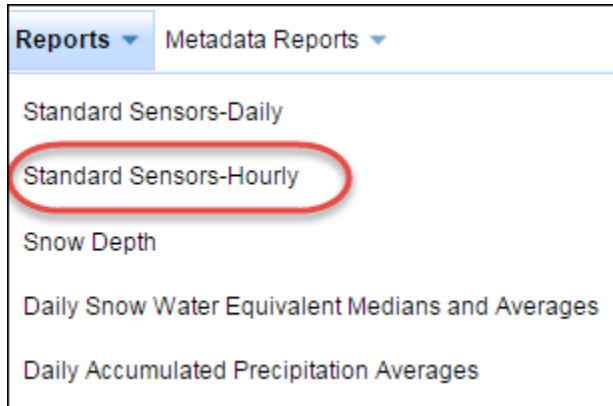 Reports Metadata Reports
Standard Sensors-Daily
Standard Sensors-Hourly
Snow Depth
Daily Snow Water Equivalent Medians and Averages
Daily Accumulated Precipitation Averages